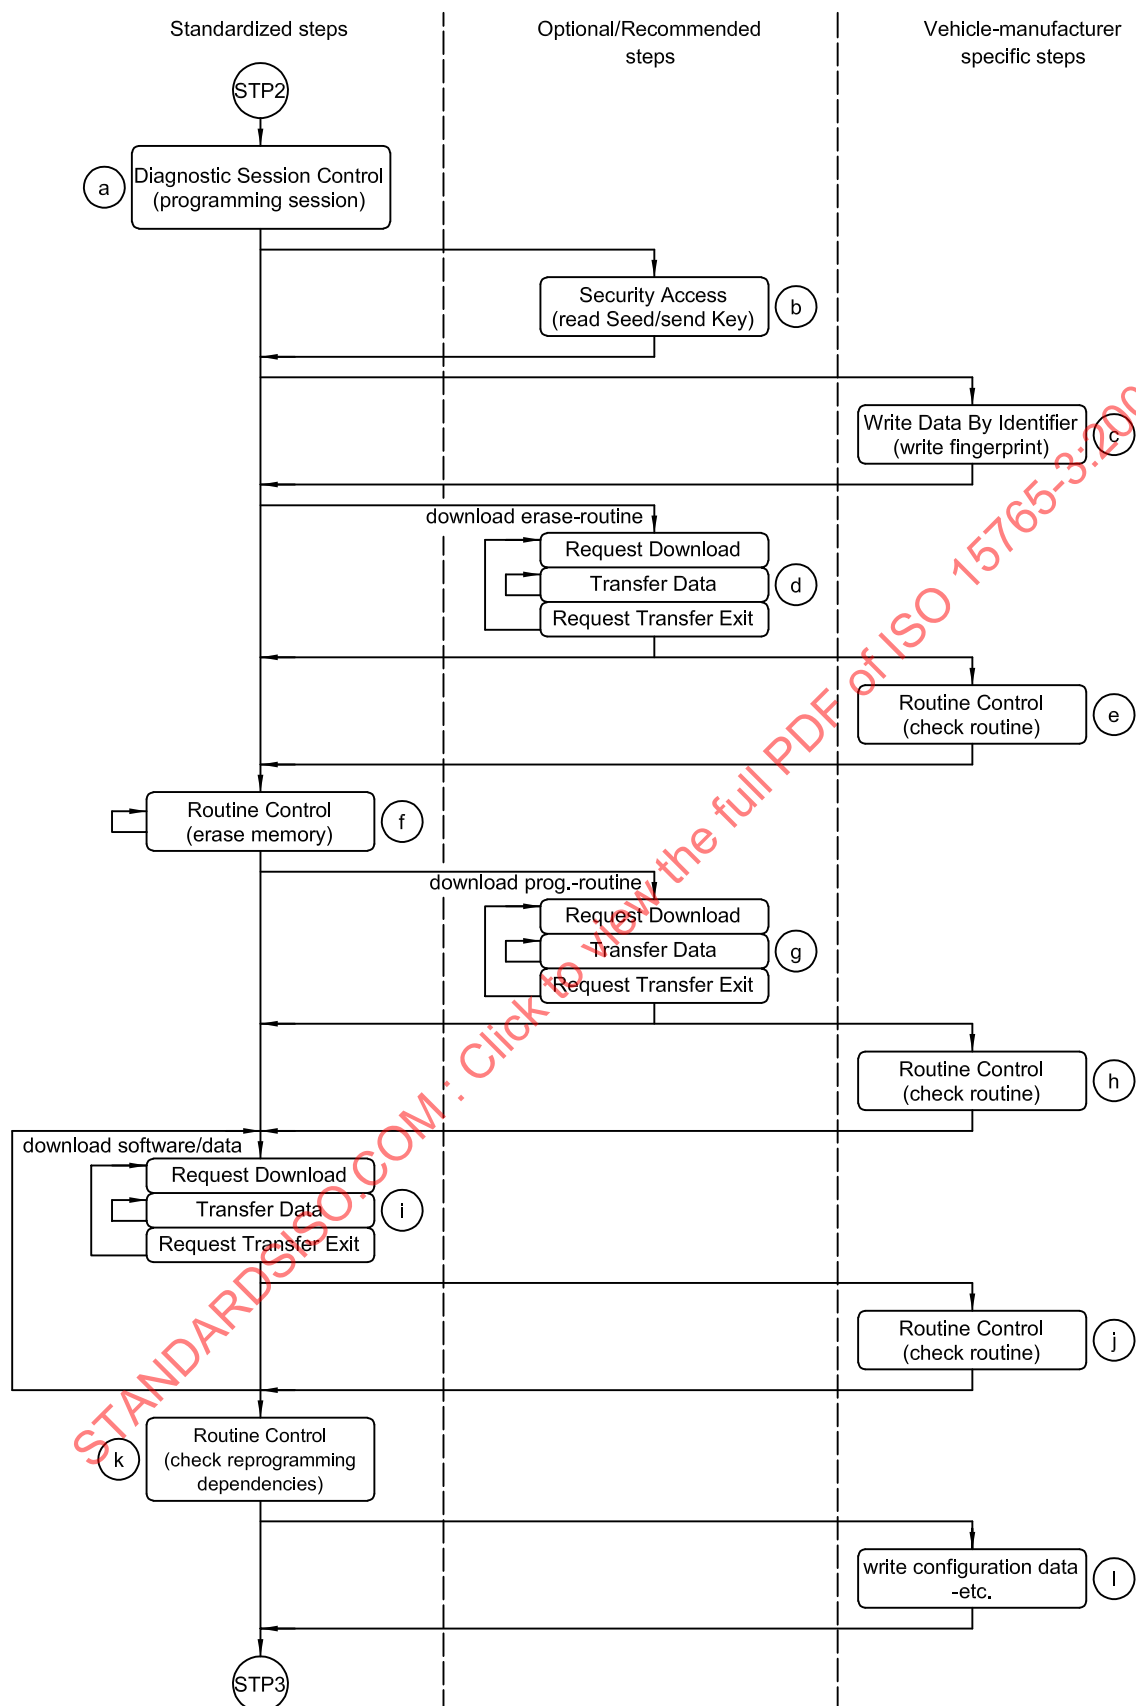 Standardized steps
Optional/Recommended
steps
Vehicle-manufacturer
specific steps
STP2
a
Diagnostic Session Control
(programming session)
Security Access
(read Seed/send Key)
b
Write Data By Identifier
(write fingerprint)
c
download erase-routine
Request Download
Transfer Data
Request Transfer Exit
d
Routine Control
(check routine)
e
Routine Control
(erase memory)
f
download prog.-routine
Request Download
Transfer Data
Request Transfer Exit
g
Routine Control
(check routine)
h
download software/data
Request Download
Transfer Data
Request Transfer Exit
i
Routine Control
(check routine)
j
k
Routine Control
(check reprogramming
dependencies)
write configuration data
-etc.
l
STP3
STANDARDSISO.COM : Click to view the full PDF of ISO 15765-3:200